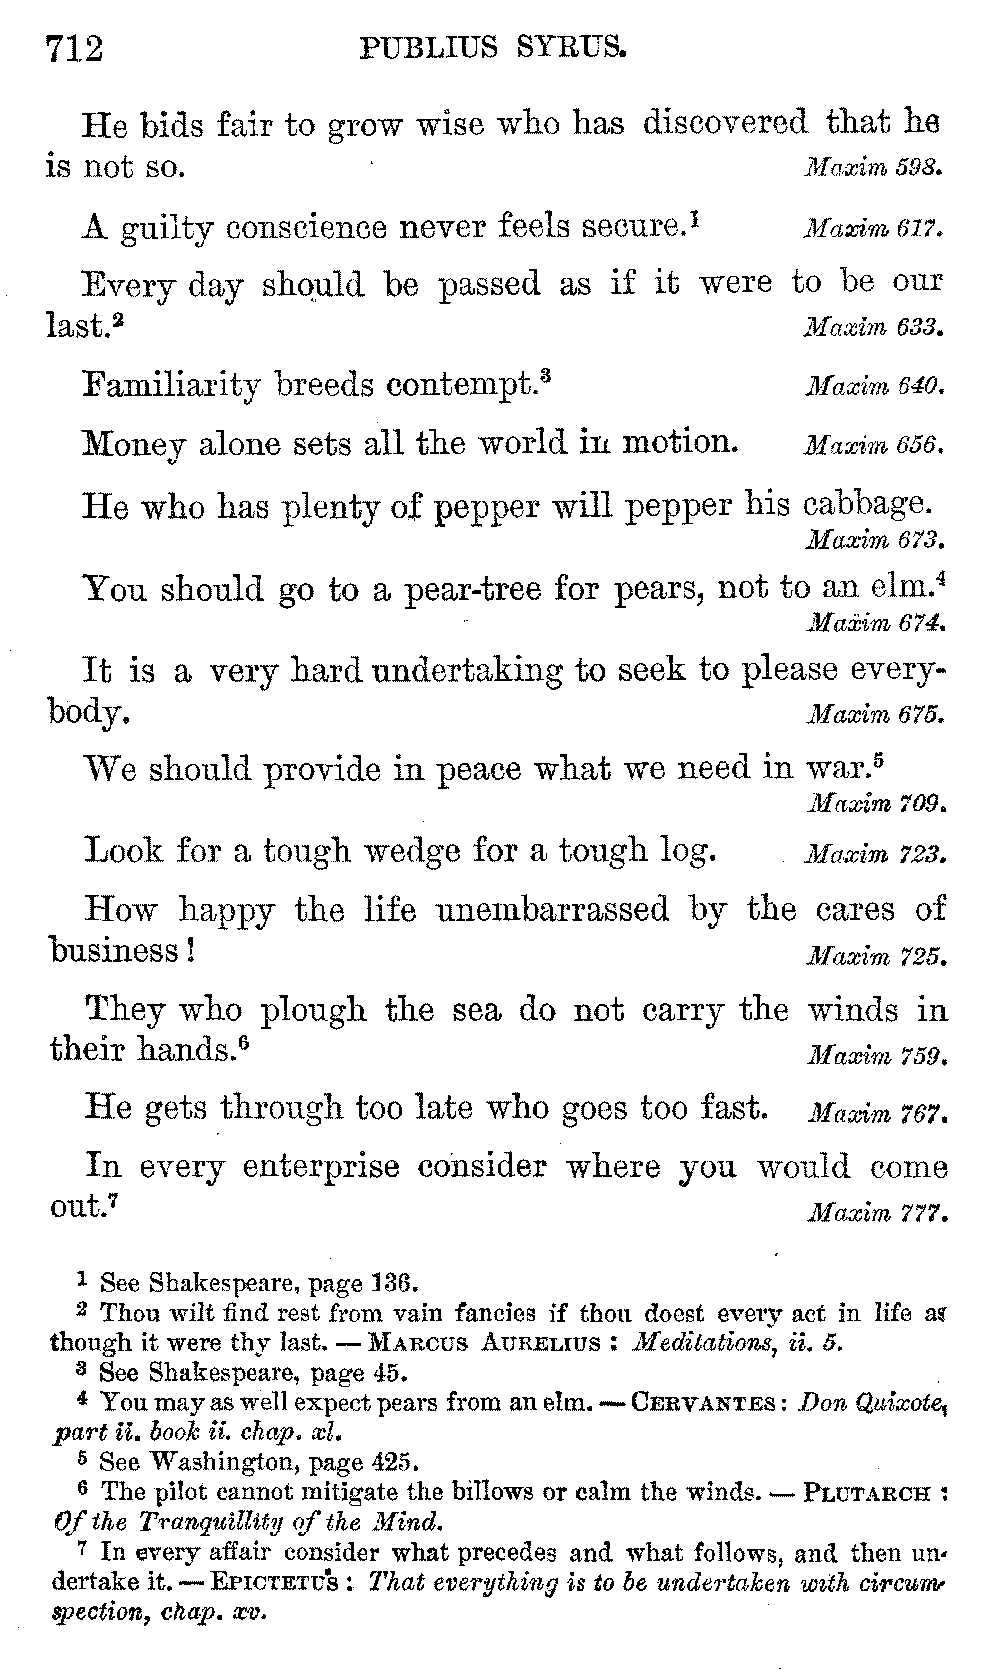 712 PUBLIUS SYRUS.
He bids fair to grow wise who has discovered that he
is not so. Maxim 598.
A guilty conscience never feels secure.¹ Maxim 617.
Every day should be passed as if it were to be our
last.² Maxim 633.
Familiarity breeds contempt.³ Maxim 640.
Money alone sets all the world in motion. Maxim 656.
He who has plenty of pepper will pepper his cabbage.
Maxim 673.
You should go to a pear-tree for pears, not to an elm.⁴
Maxim 674.
It is a very hard undertaking to seek to please every-
body. Maxim 675.
We should provide in peace what we need in war.⁵
Maxim 709.
Look for a tough wedge for a tough log. Maxim 723.
How happy the life unembarrassed by the cares of
business! Maxim 725.
They who plough the sea do not carry the winds in
their hands.⁶ Maxim 759.
He gets through too late who goes too fast. Maxim 767.
In every enterprise consider where you would come
out.⁷ Maxim 777.
¹ See Shakespeare, page 136.
² Thou wilt find rest from vain fancies if thou doest every act in life as
though it were thy last. — MARCUS AURELIUS: Meditations, ii. 5.
³ See Shakespeare, page 45.
⁴ You may as well expect pears from an elm. — CERVANTES: Don Quixote,
part ii. book ii. chap. xl.
⁵ See Washington, page 425.
⁶ The pilot cannot mitigate the billows or calm the winds. — PLUTARCH:
Of the Tranquillity of the Mind.
⁷ In every affair consider what precedes and what follows, and then un-
dertake it. — EPICTETUS: That everything is to be undertaken with circum-
spection, chap. xv.